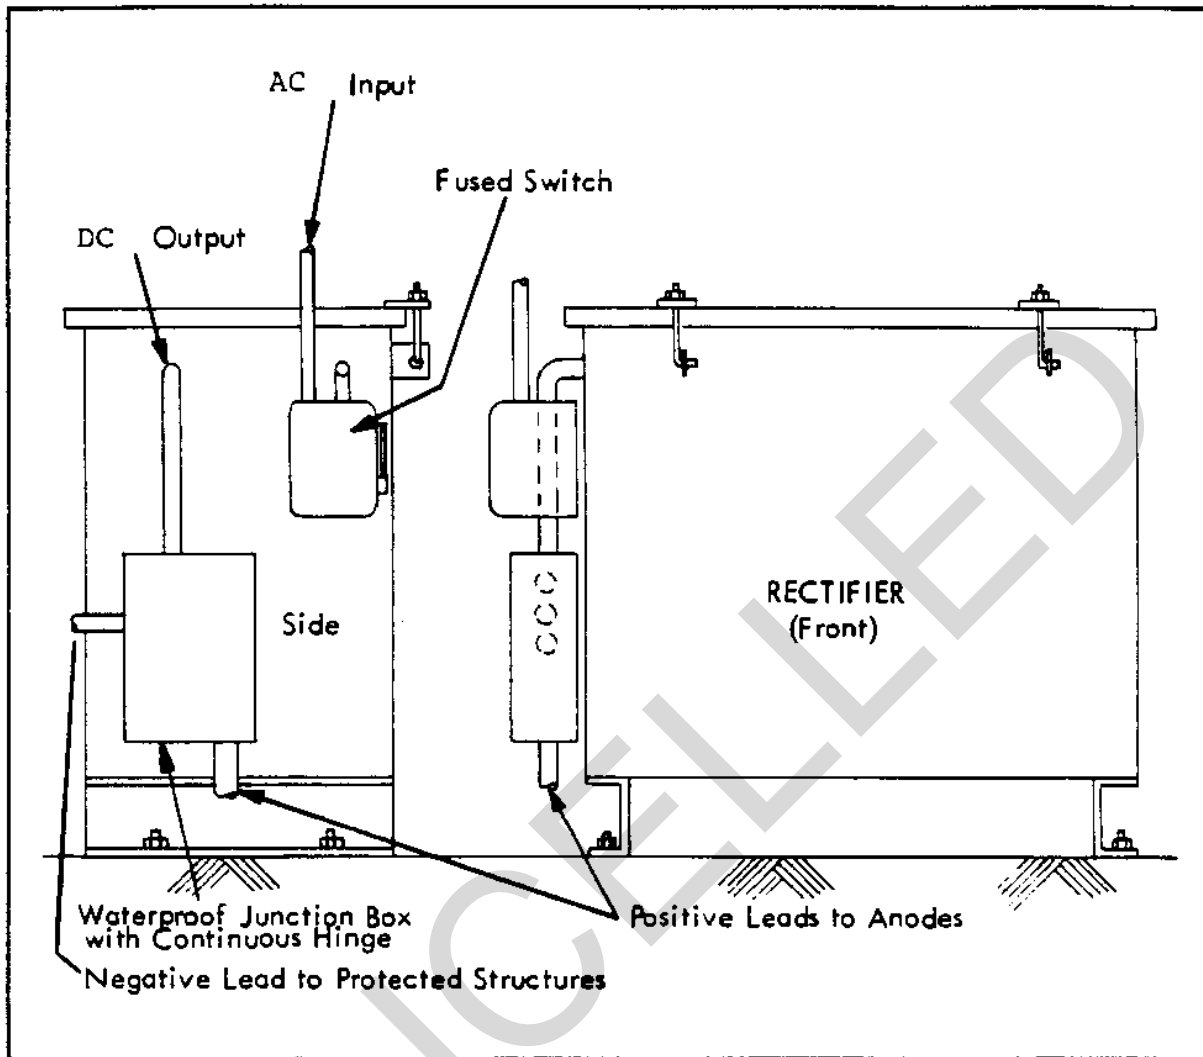 AC Input
Fused Switch
DC Output
Side
RECTIFIER
(Front)
Waterproof Junction Box
with Continuous Hinge
Positive Leads to Anodes
Negative Lead to Protected Structures
CELLED